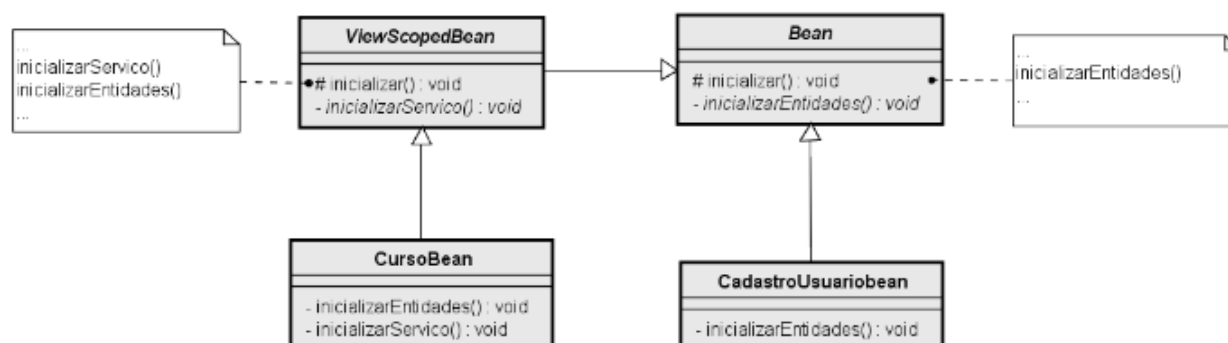 ...
inicializarServico()
inicializarEntidades()
...
ViewScopedBean
# inicializar() : void
- inicializarServico() : void
Bean
# inicializar() : void
- inicializarEntidades() : void
...
inicializarEntidades()
...
CursoBean
- inicializarEntidades() : void
- inicializarServico() : void
CadastroUsuariobean
- inicializarEntidades() : void